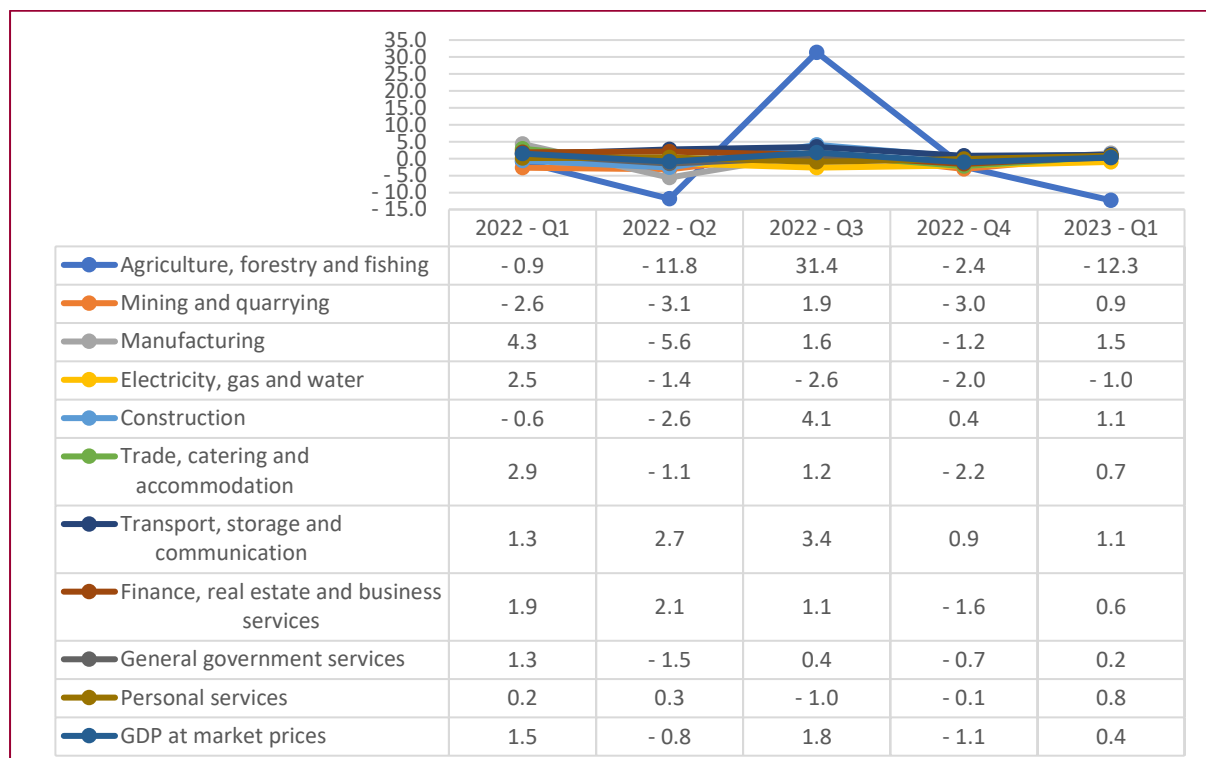 35.0
30.0
25.0
20.0
15.0
10.0
5.0
0.0
- 5.0
- 10.0
- 15.0
2022 - Q1 2022 - Q2 2022 - Q3 2022 - Q4 2023 - Q1
Agriculture, forestry and fishing - 0.9 - 11.8 31.4 - 2.4 - 12.3
Mining and quarrying - 2.6 - 3.1 1.9 - 3.0 0.9
Manufacturing 4.3 - 5.6 1.6 - 1.2 1.5
Electricity, gas and water 2.5 - 1.4 - 2.6 - 2.0 - 1.0
Construction - 0.6 - 2.6 4.1 0.4 1.1
Trade, catering and
accommodation 2.9 - 1.1 1.2 - 2.2 0.7
Transport, storage and
communication 1.3 2.7 3.4 0.9 1.1
Finance, real estate and business
services 1.9 2.1 1.1 - 1.6 0.6
General government services 1.3 - 1.5 0.4 - 0.7 0.2
Personal services 0.2 0.3 - 1.0 - 0.1 0.8
GDP at market prices 1.5 - 0.8 1.8 - 1.1 0.4